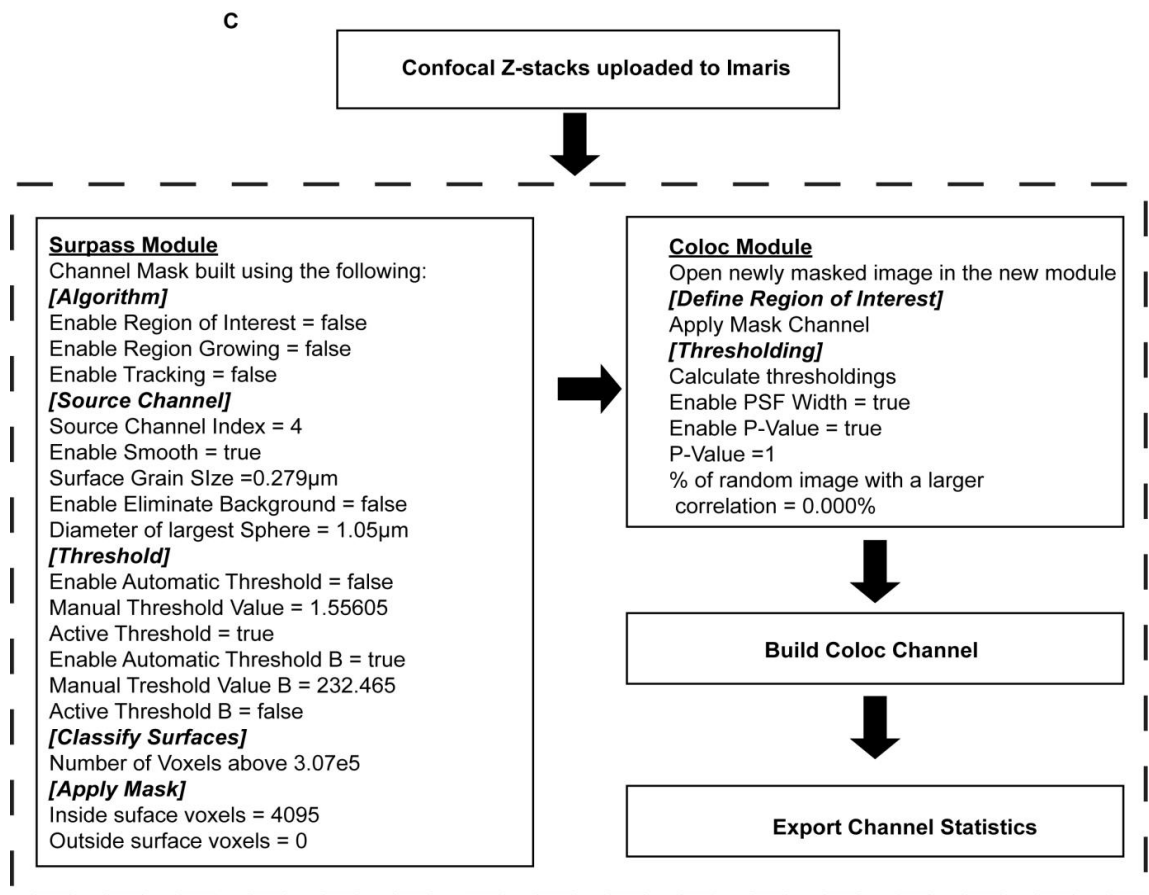 C
Confocal Z-stacks uploaded to Imaris
Surpass Module
Channel Mask built using the following:
[Algorithm]
Enable Region of Interest = false
Enable Region Growing = false
Enable Tracking = false
[Source Channel]
Source Channel Index = 4
Enable Smooth = true
Surface Grain SIze =0.279µm
Enable Eliminate Background = false
Diameter of largest Sphere = 1.05µm
[Threshold]
Enable Automatic Threshold = false
Manual Threshold Value = 1.55605
Active Threshold = true
Enable Automatic Threshold B = true
Manual Treshold Value B = 232.465
Active Threshold B = false
[Classify Surfaces]
Number of Voxels above 3.07e5
[Apply Mask]
Inside suface voxels = 4095
Outside surface voxels = 0
Coloc Module
Open newly masked image in the new module
[Define Region of Interest]
Apply Mask Channel
[Thresholding]
Calculate thresholdings
Enable PSF Width = true
Enable P-Value = true
P-Value =1
% of random image with a larger
correlation = 0.000%
Build Coloc Channel
Export Channel Statistics